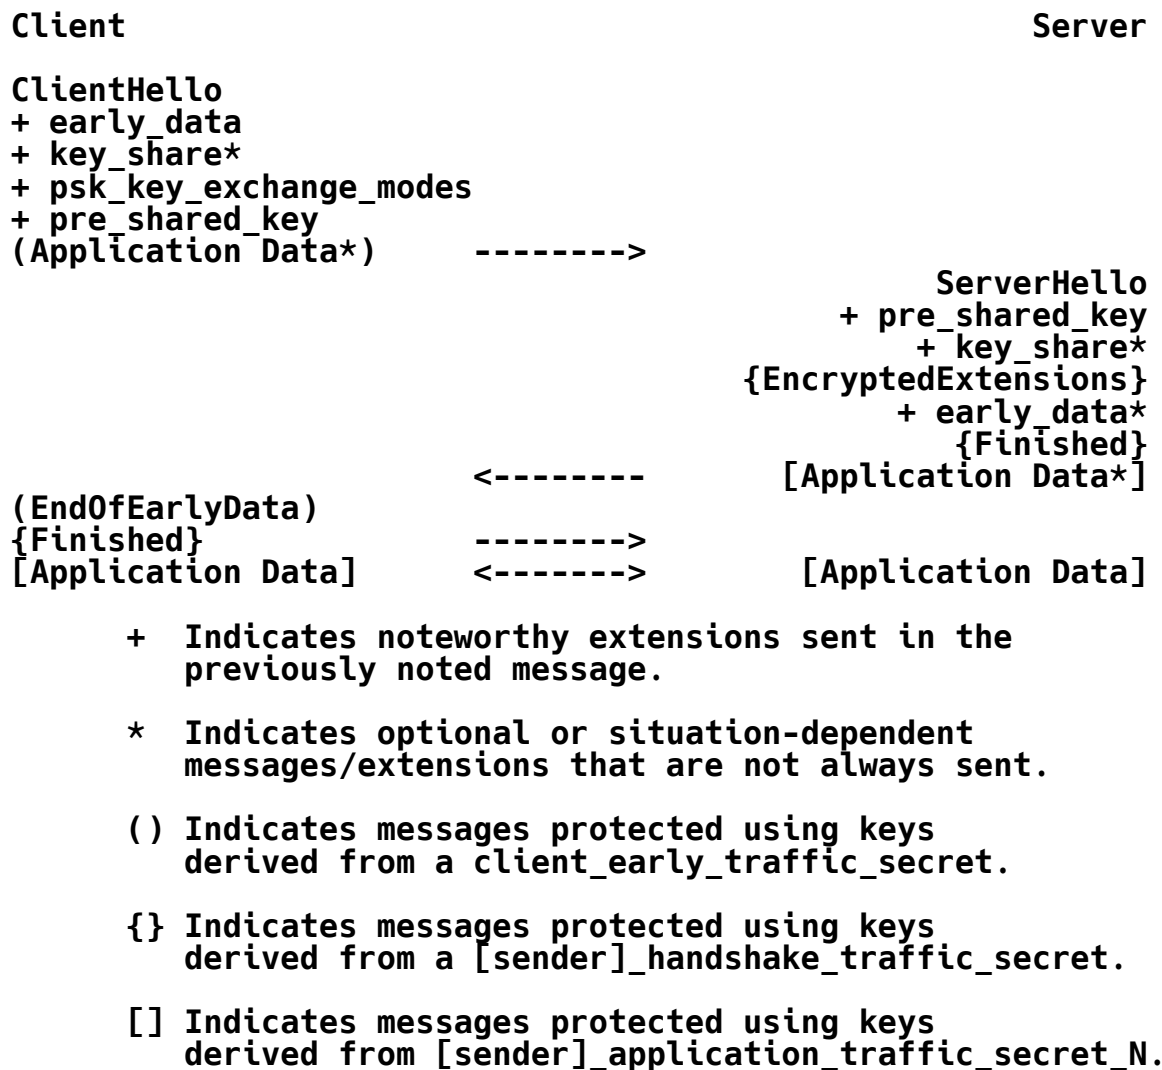 Client Server
ClientHello
+ early_data
+ key_share*
+ psk_key_exchange_modes
+ pre_shared_key
(Application Data*) -------->
ServerHello
+ pre_shared_key
+ key_share*
{EncryptedExtensions}
+ early_data*
{Finished}
<-------- [Application Data*]
(EndOfEarlyData)
{Finished} -------->
[Application Data] <-------> [Application Data]
+ Indicates noteworthy extensions sent in the
previously noted message.
* Indicates optional or situation-dependent
messages/extensions that are not always sent.
() Indicates messages protected using keys
derived from a client_early_traffic_secret.
{} Indicates messages protected using keys
derived from a [sender]_handshake_traffic_secret.
[] Indicates messages protected using keys
derived from [sender]_application_traffic_secret_N.